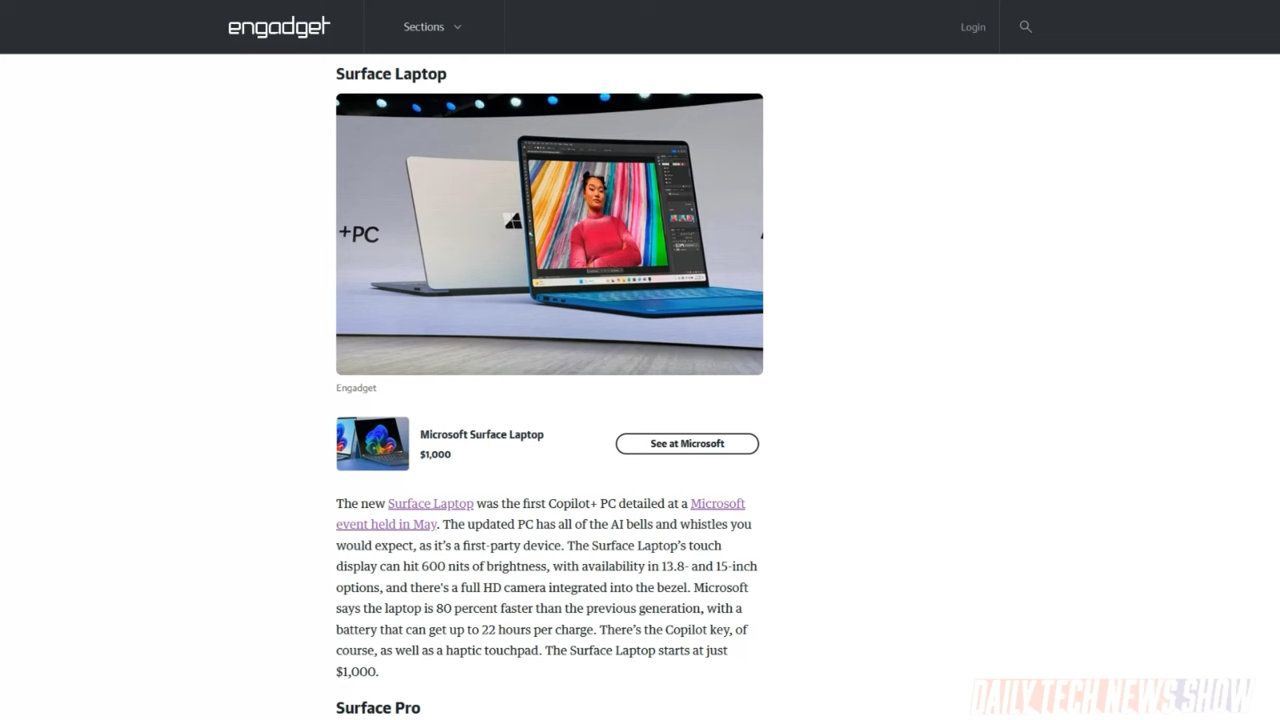 engadget
Sections
Login
Surface Laptop
+PC
Engadget
Microsoft Surface Laptop
$1,000
See at Microsoft
The new Surface Laptop was the first Copilot+ PC detailed at a Microsoft
event held in May. The updated PC has all of the AI bells and whistles you
would expect, as it’s a first-party device. The Surface Laptop’s touch
display can hit 600 nits of brightness, with availability in 13.8- and 15-inch
options, and there's a full HD camera integrated into the bezel. Microsoft
says the laptop is 80 percent faster than the previous generation, with a
battery that can get up to 22 hours per charge. There’s the Copilot key, of
course, as well as a haptic touchpad. The Surface Laptop starts at just
$1,000.
Surface Pro
DAILY TECH NEWS SHOW